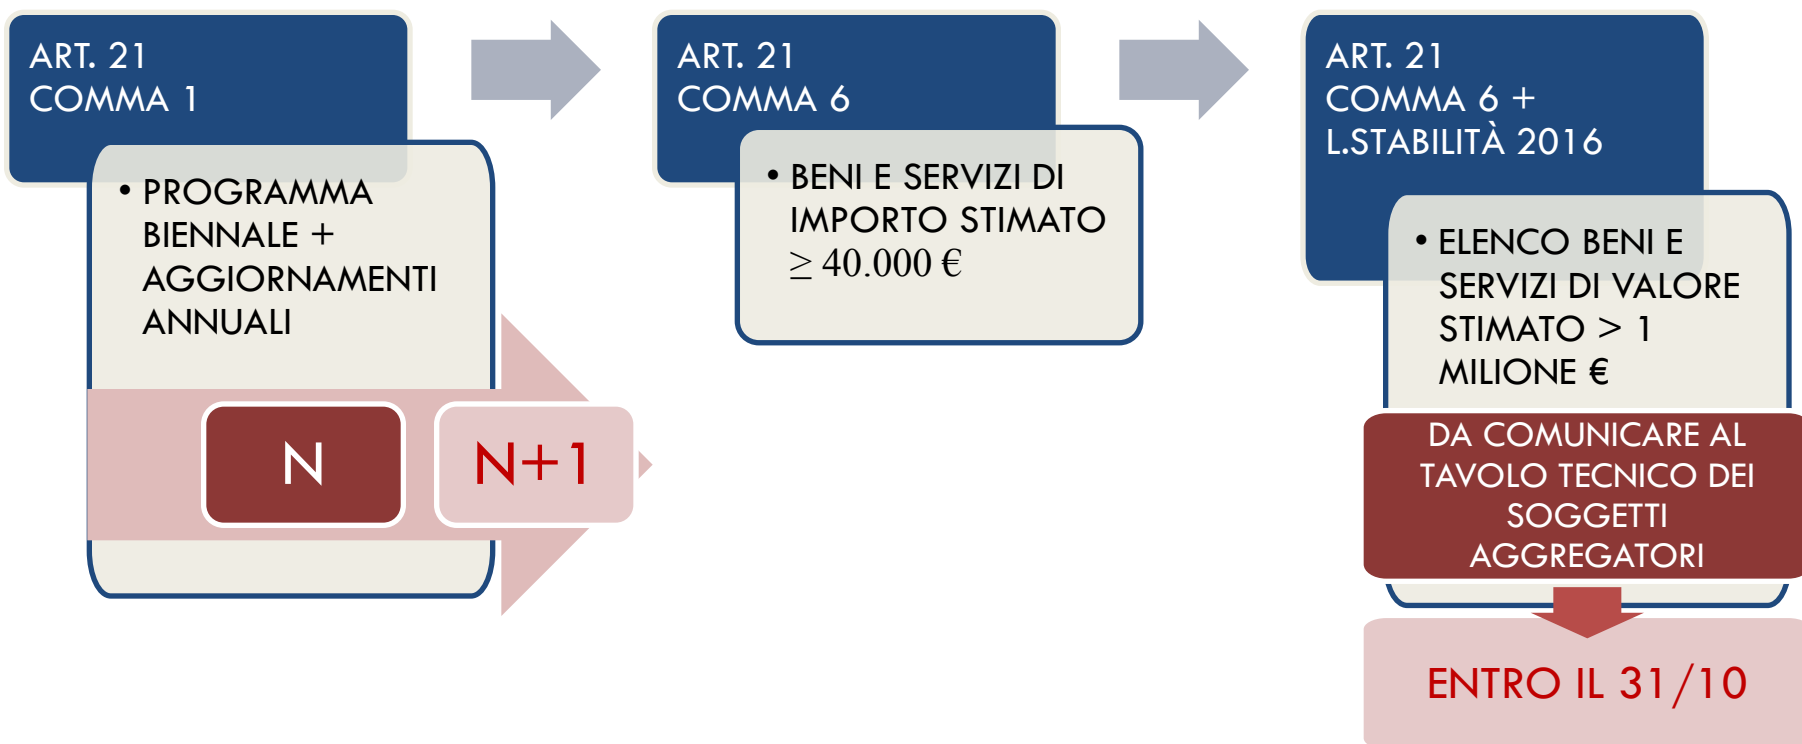 ART. 21
COMMA 1
• PROGRAMMA
BIENNALE +
AGGIORNAMENTI
ANNUALI
N
N+1
ART. 21
COMMA 6
• BENI E SERVIZI DI
IMPORTO STIMATO
≥ 40.000 €
ART. 21
COMMA 6 +
L.STABILITÀ 2016
• ELENCO BENI E
SERVIZI DI VALORE
STIMATO > 1
MILIONE €
DA COMUNICARE AL
TAVOLO TECNICO DEI
SOGGETTI
AGGREGATORI
ENTRO IL 31/10